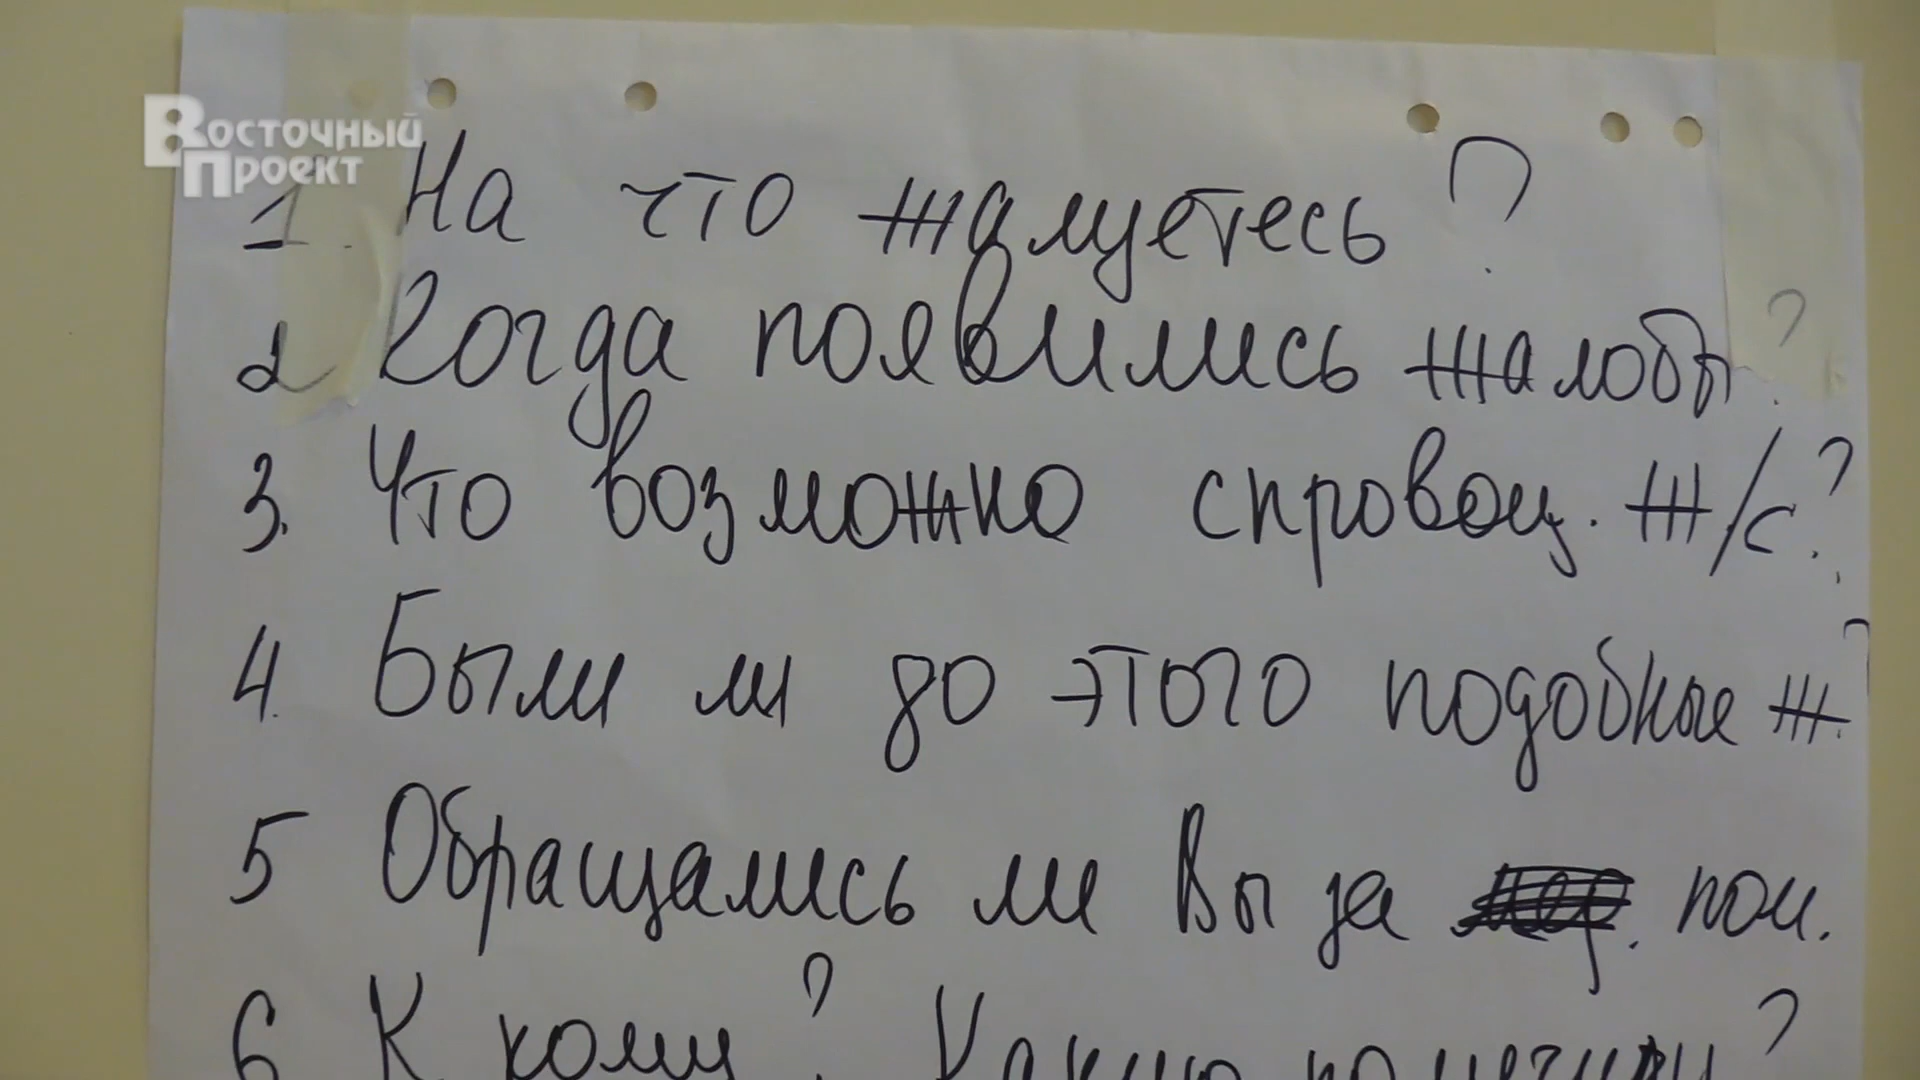 Восточный
Проект
1. На что жалуетесь?
2 Когда появились жалобы?
3. Что возможно спровоц. Ж/с?
4. Были ли до этого подобные ж.?
5 Обращались ли Вы за пом.
6 К кому?